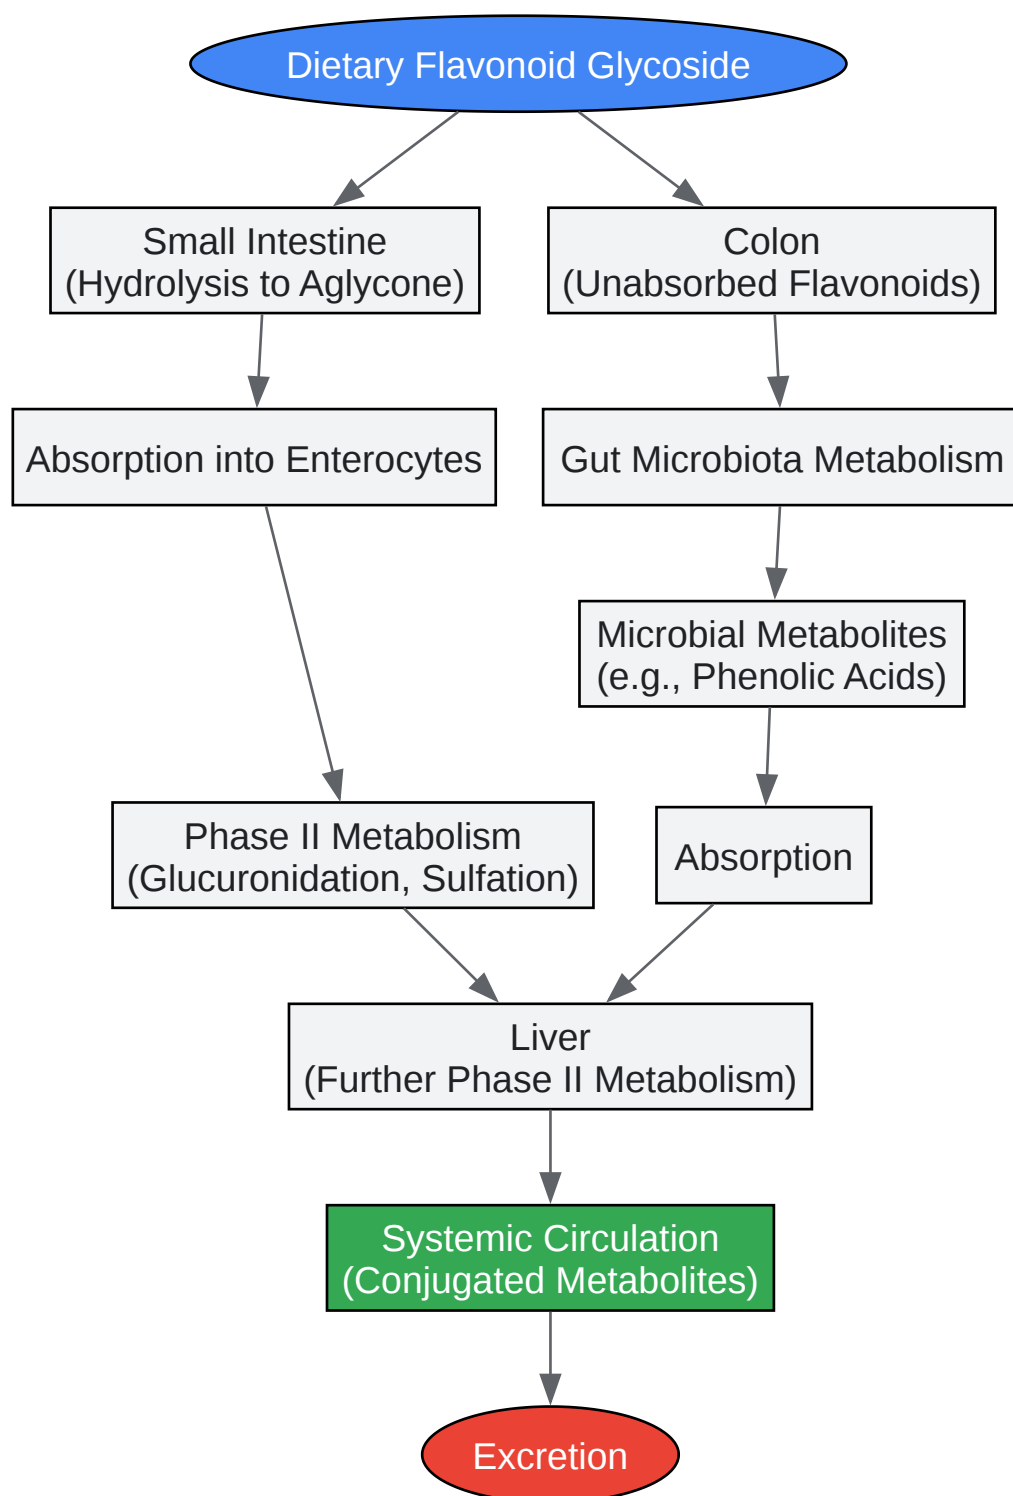 Dietary Flavonoid Glycoside
Small Intestine
(Hydrolysis to Aglycone)
Colon
(Unabsorbed Flavonoids)
Absorption into Enterocytes
Gut Microbiota Metabolism
Microbial Metabolites
(e.g., Phenolic Acids)
Phase II Metabolism
(Glucuronidation, Sulfation)
Absorption
Liver
(Further Phase II Metabolism)
Systemic Circulation
(Conjugated Metabolites)
Excretion